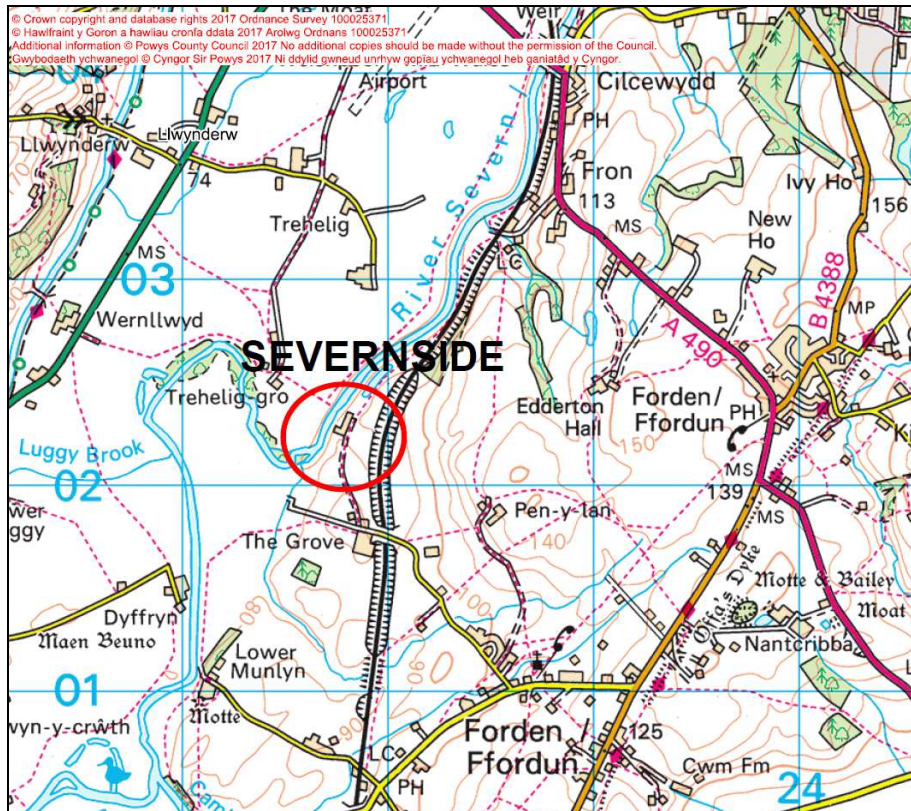 © Crown copyright and database rights 2017 Ordnance Survey 100025371
© Hawlfraint y Goron a hawliau cronfa ddata 2017 Arolwg Ordnans 100025371
Additional information © Powys County Council 2017 No additional copies should be made without the permission of the Council.
Gwybodaeth ychwanegol © Cyngor Sir Powys 2017 Ni ddylid gwneud unrhyw gopïau ychwanegol heb ganiatâd y Cyngor.
The Moat
Weir
Airport
Cilcewydd
PH
Llwynderw
Llwynderw
74
Fron
113
Ivy Ho
156
Trehelig
River Severn
MS
New
Ho
LC
MS
03
B4388
MP
Wernllwyd
A 490
SEVERNSIDE
Trehelig-gro
Edderton
Hall
Forden/
Ffordun
PH
150
Luggy Brook
02
MS
139
Pen-y-lan
MS
The Grove
140
Offa's Dyke
Motte & Bailey
Moat
Dyffryn
Maen Beuno
80
100
Nantcribba
Lower
Munlyn
90
01
Motte
Forden /
Ffordun
125
LC
PH
Cwm Fm
24